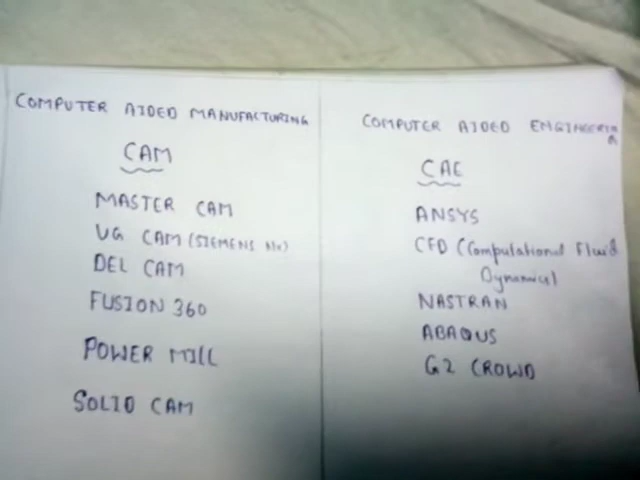 COMPUTER AIDED MANUFACTURING
CAM
MASTER CAM
UG CAM (SIEMENS NX)
DEL CAM
FUSION 360
POWER MILL
SOLID CAM
COMPUTER AIDED ENGINEERIN
G
CAE
ANSYS
CFD (Computational Fluid
Dynamics)
NASTRAN
ABAQUS
G2 CROWD